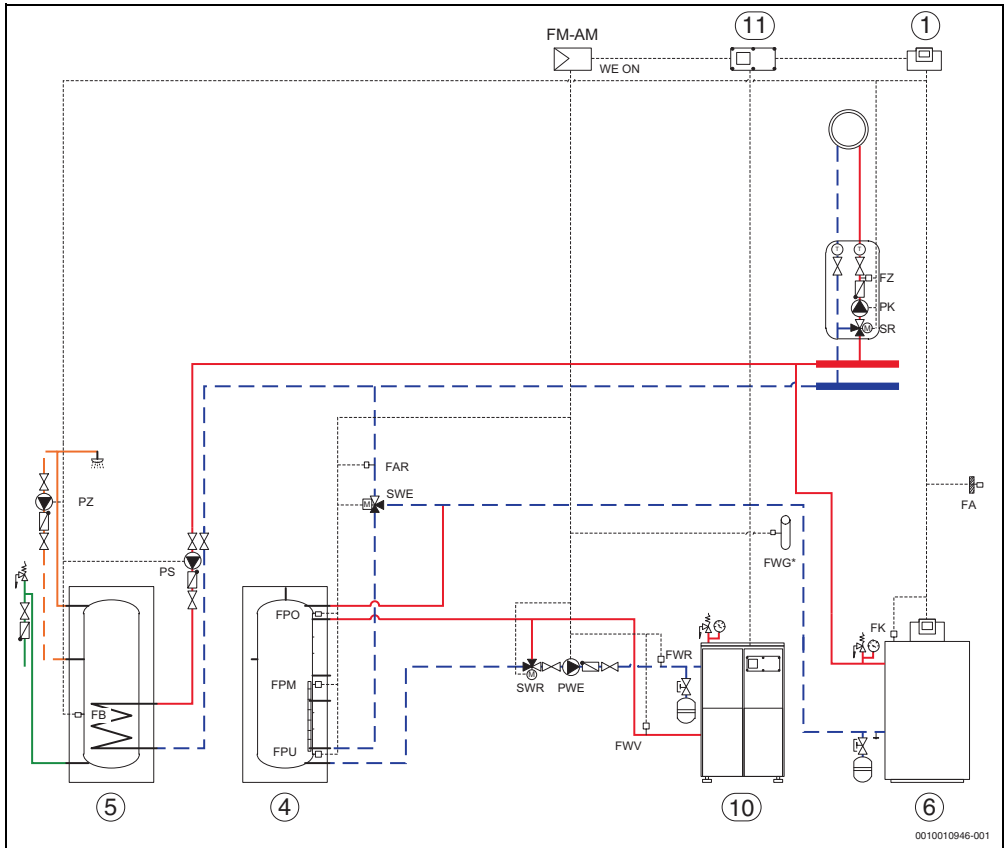 11
1
FM-AM
WE ON
T
T
FZ
PK
M
SR
FAR
SWE
M
PZ
FA
PS
FWG*
FPO
FK
FWR
M
SWR
PWE
FPM
FB
FWV
FPU
5
4
10
6
0010010946-001